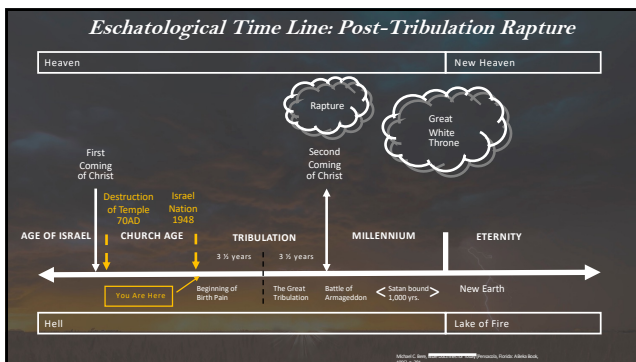 Eschatological Time Line: Post-Tribulation Rapture
Heaven
New Heaven
Rapture
Great
White
Throne
First
Coming
of Christ
Second
Coming
of Christ
Destruction
of Temple
70AD
Israel
Nation
1948
AGE OF ISRAEL
CHURCH AGE
TRIBULATION
MILLENNIUM
ETERNITY
3 ½ years
3 ½ years
You Are Here
Beginning of
Birth Pain
The Great
Tribulation
Battle of
Armageddon
Satan bound
1,000 yrs.
New Earth
Hell
Lake of Fire
(Pensacola, Florida: A Beka Book,